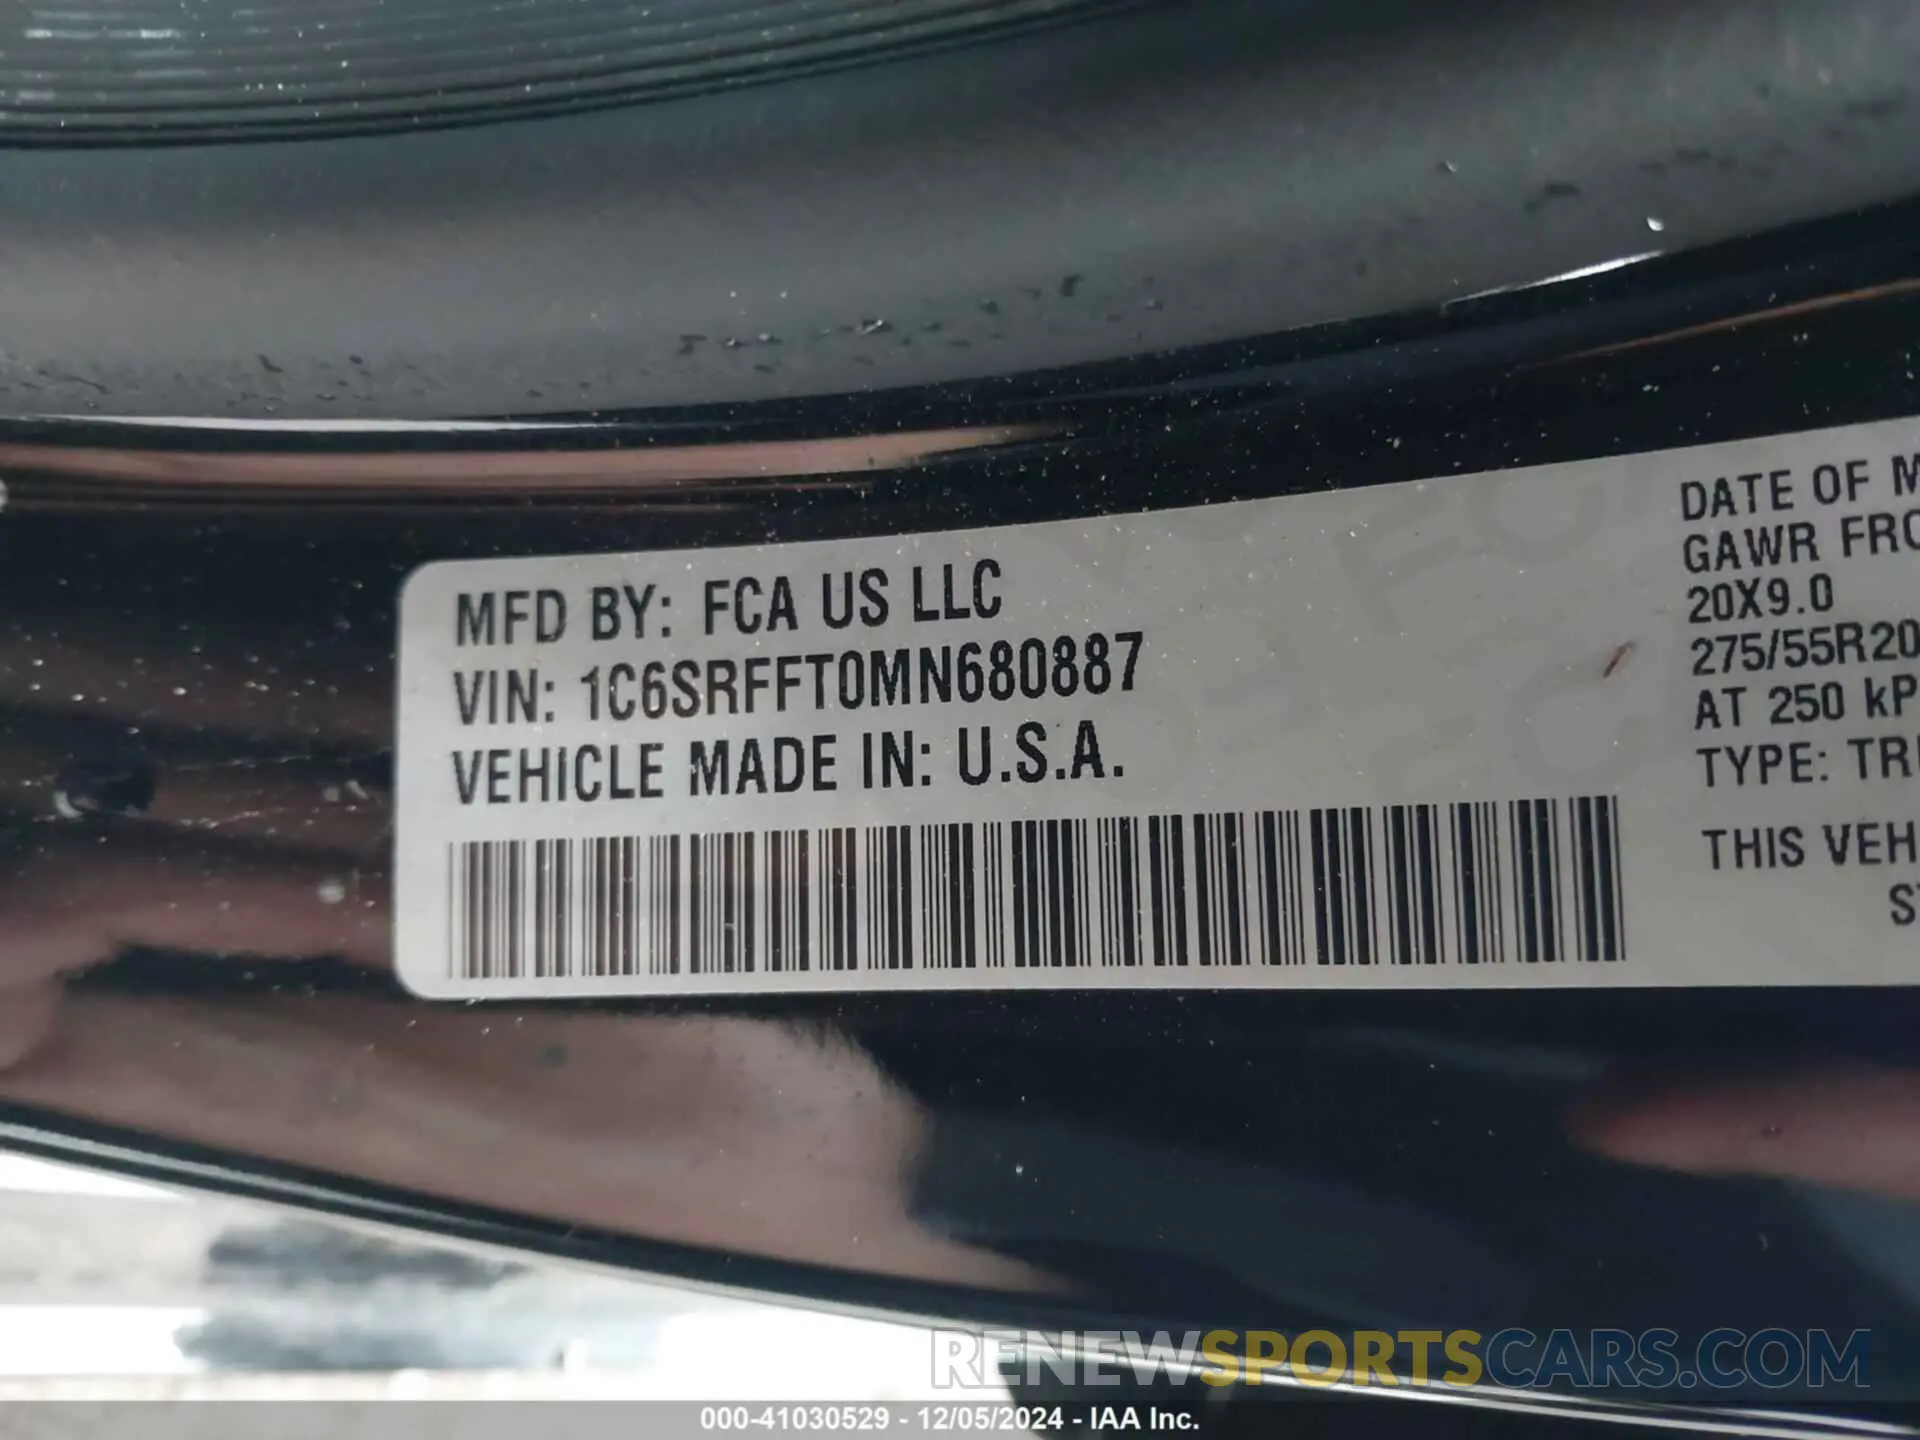 MFD BY: FCA US LLC
VIN: 1C6SRFFT0MN680887
VEHICLE MADE IN: U.S.A.
DATE OF M
GAWR FRO
20X9.0
275/55R20
AT 250 kP
TYPE: TR
THIS VEH
S
RENEWSPORTSCARS.COM
000-41030529 - 12/05/2024 - IAA Inc.